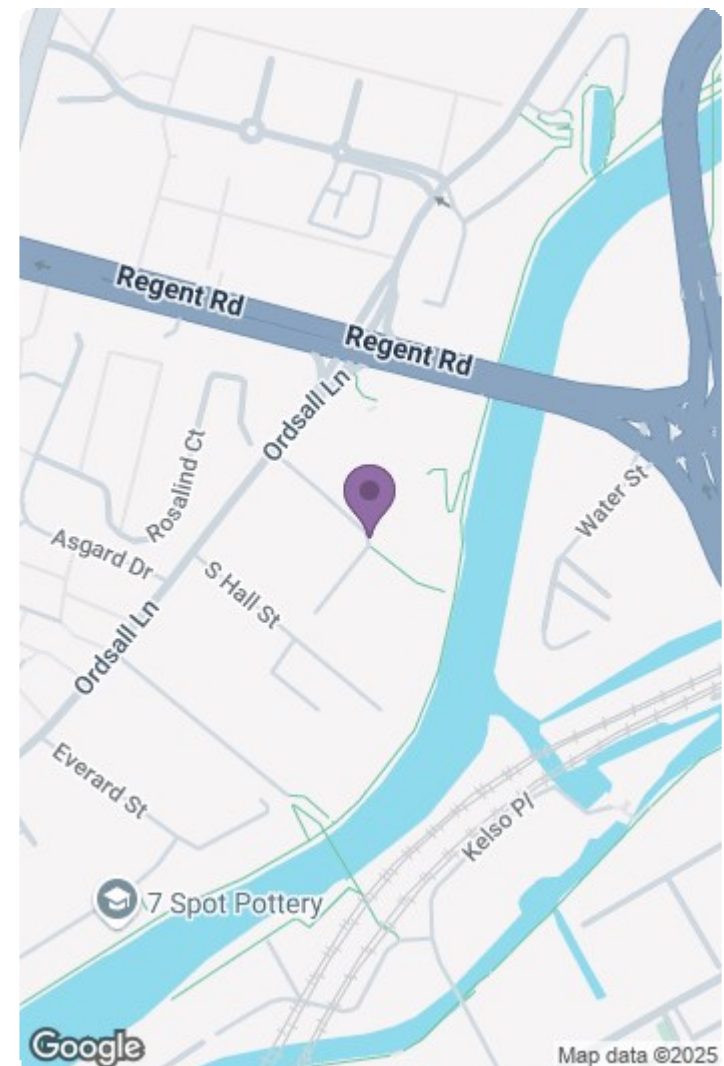 Regent Rd
Regent Rd
Ordsall Ln
Rosalind Ct
Water St
Asgard Dr
S Hall St
Ordsall Ln
Everard St
Kelso Pl
7 Spot Pottery
Google
Map data ©2025